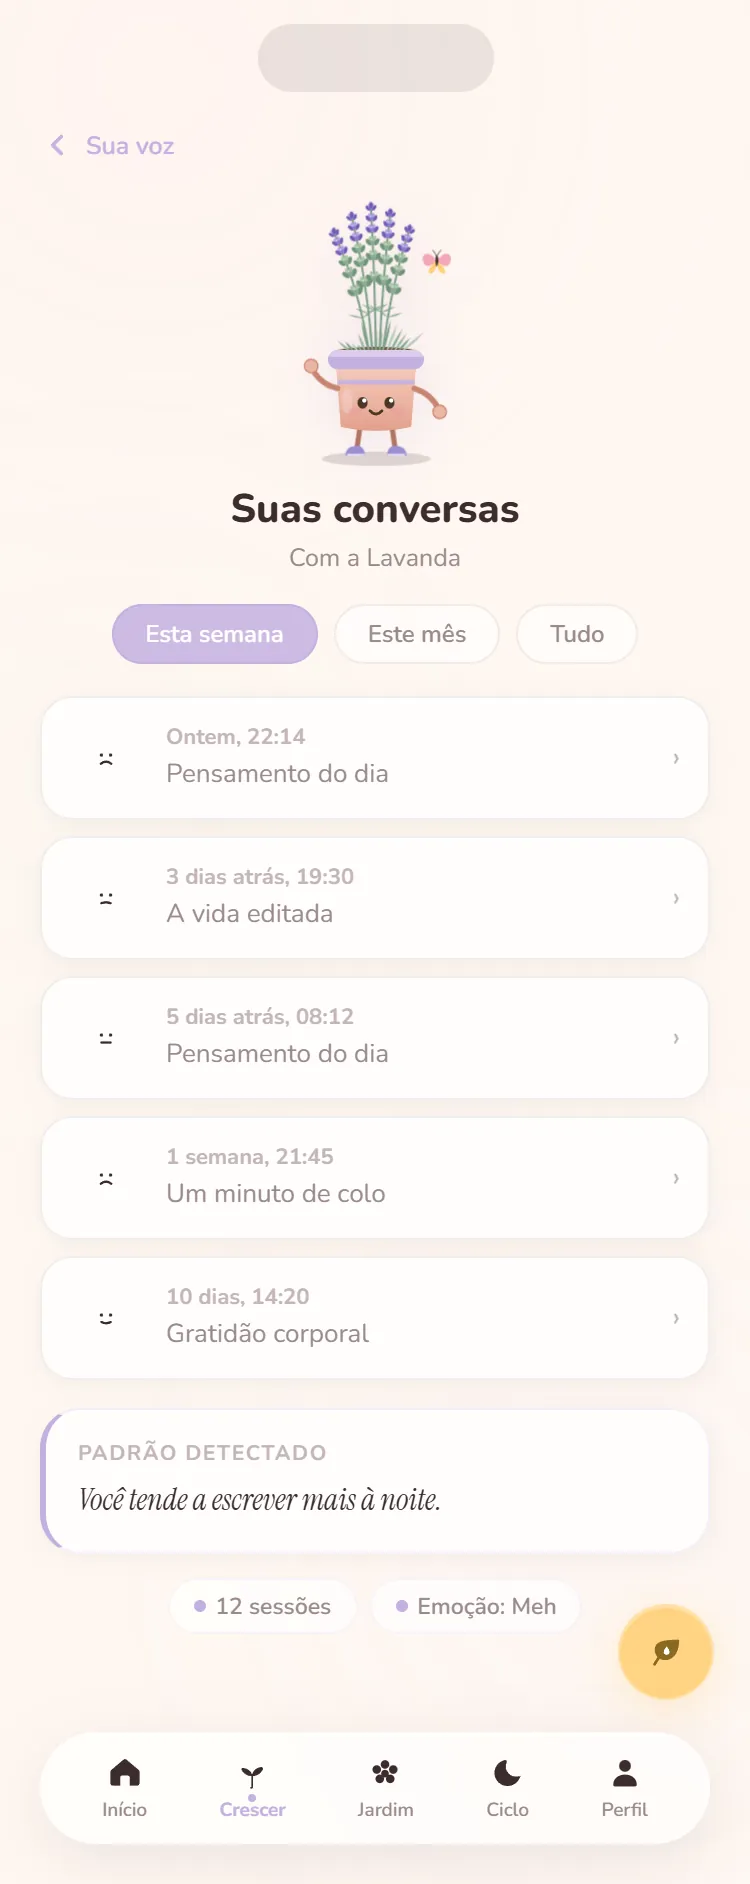 Sua voz
Suas conversas
Com a Lavanda
Esta semana
Este mês
Tudo
Ontem, 22:14
Pensamento do dia
3 dias atrás, 19:30
A vida editada
5 dias atrás, 08:12
Pensamento do dia
1 semana, 21:45
Um minuto de colo
10 dias, 14:20
Gratidão corporal
PADRÃO DETECTADO
Você tende a escrever mais à noite.
12 sessões
Emoção: Meh
Início
Crescer
Jardim
Ciclo
Perfil